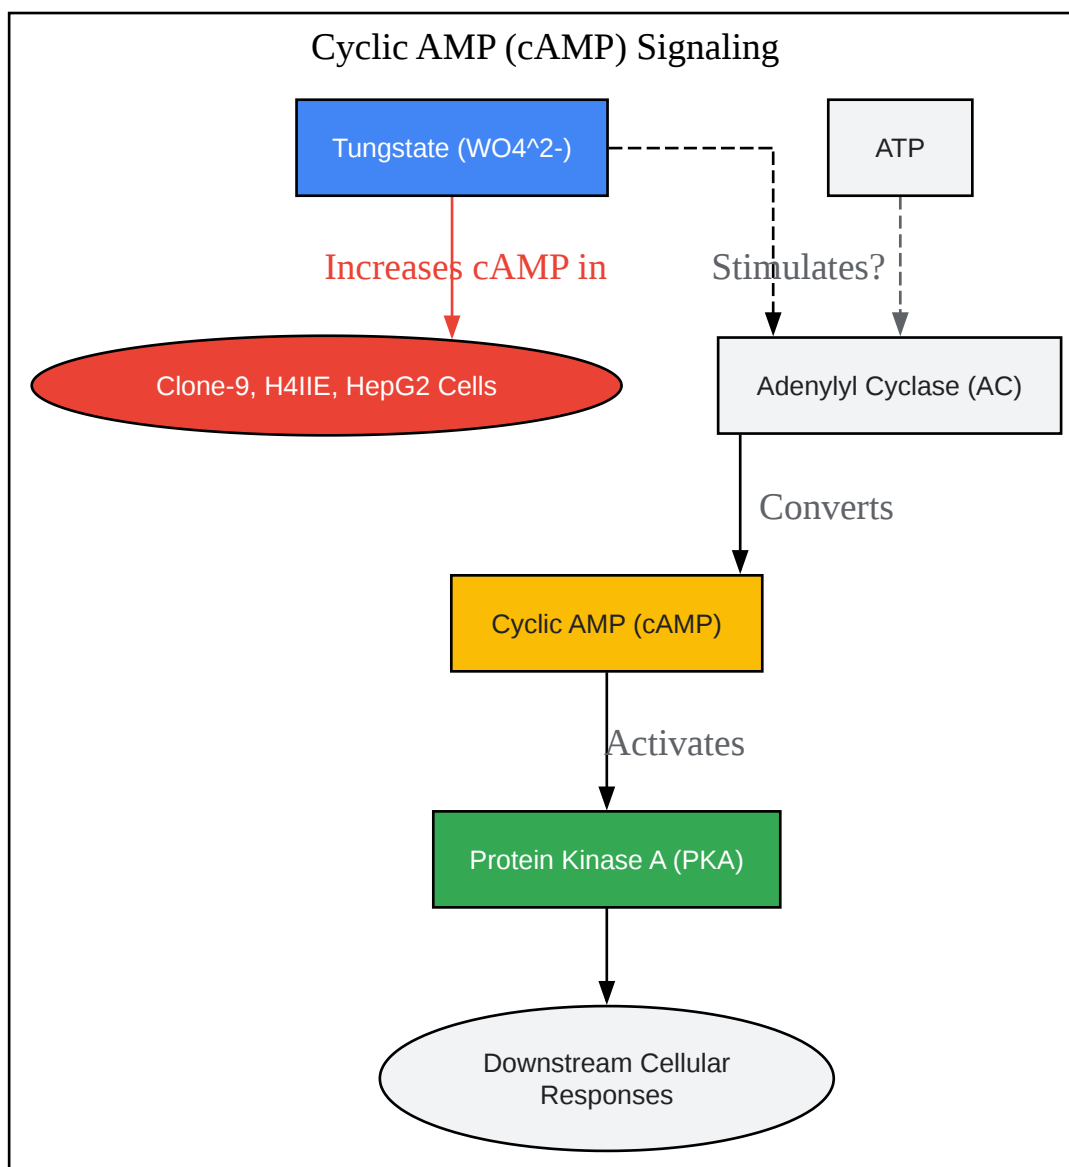 Cyclic AMP (cAMP) Signaling
Tungstate (WO4^2-)
ATP
Increases cAMP in
Stimulates?
Clone-9, H4IIE, HepG2 Cells
Adenylyl Cyclase (AC)
Converts
Cyclic AMP (cAMP)
Activates
Protein Kinase A (PKA)
Downstream Cellular
Responses